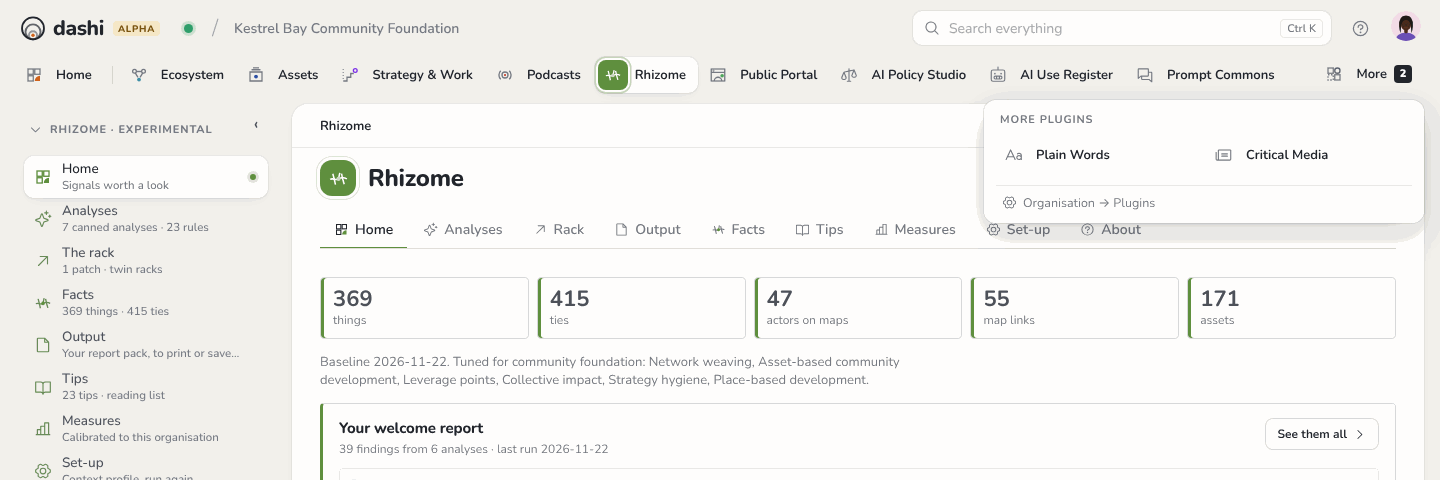 dashi ALPHA / Kestrel Bay Community Foundation
Search everything Ctrl K
Home Ecosystem Assets Strategy & Work Podcasts Rhizome Public Portal AI Policy Studio AI Use Register Prompt Commons More 2
MORE PLUGINS
Aa Plain Words Critical Media
Organisation → Plugins
RHIZOME · EXPERIMENTAL
Home
Signals worth a look
Analyses
7 canned analyses · 23 rules
The rack
1 patch · twin racks
Facts
369 things · 415 ties
Output
Your report pack, to print or save…
Tips
23 tips · reading list
Measures
Calibrated to this organisation
Set-up
Context profile, run again
Rhizome
Rhizome
Home Analyses Rack Output Facts Tips Measures Set-up About
369
things
415
ties
47
actors on maps
55
map links
171
assets
Baseline 2026-11-22. Tuned for community foundation: Network weaving, Asset-based community
development, Leverage points, Collective impact, Strategy hygiene, Place-based development.
Your welcome report
39 findings from 6 analyses · last run 2026-11-22
See them all